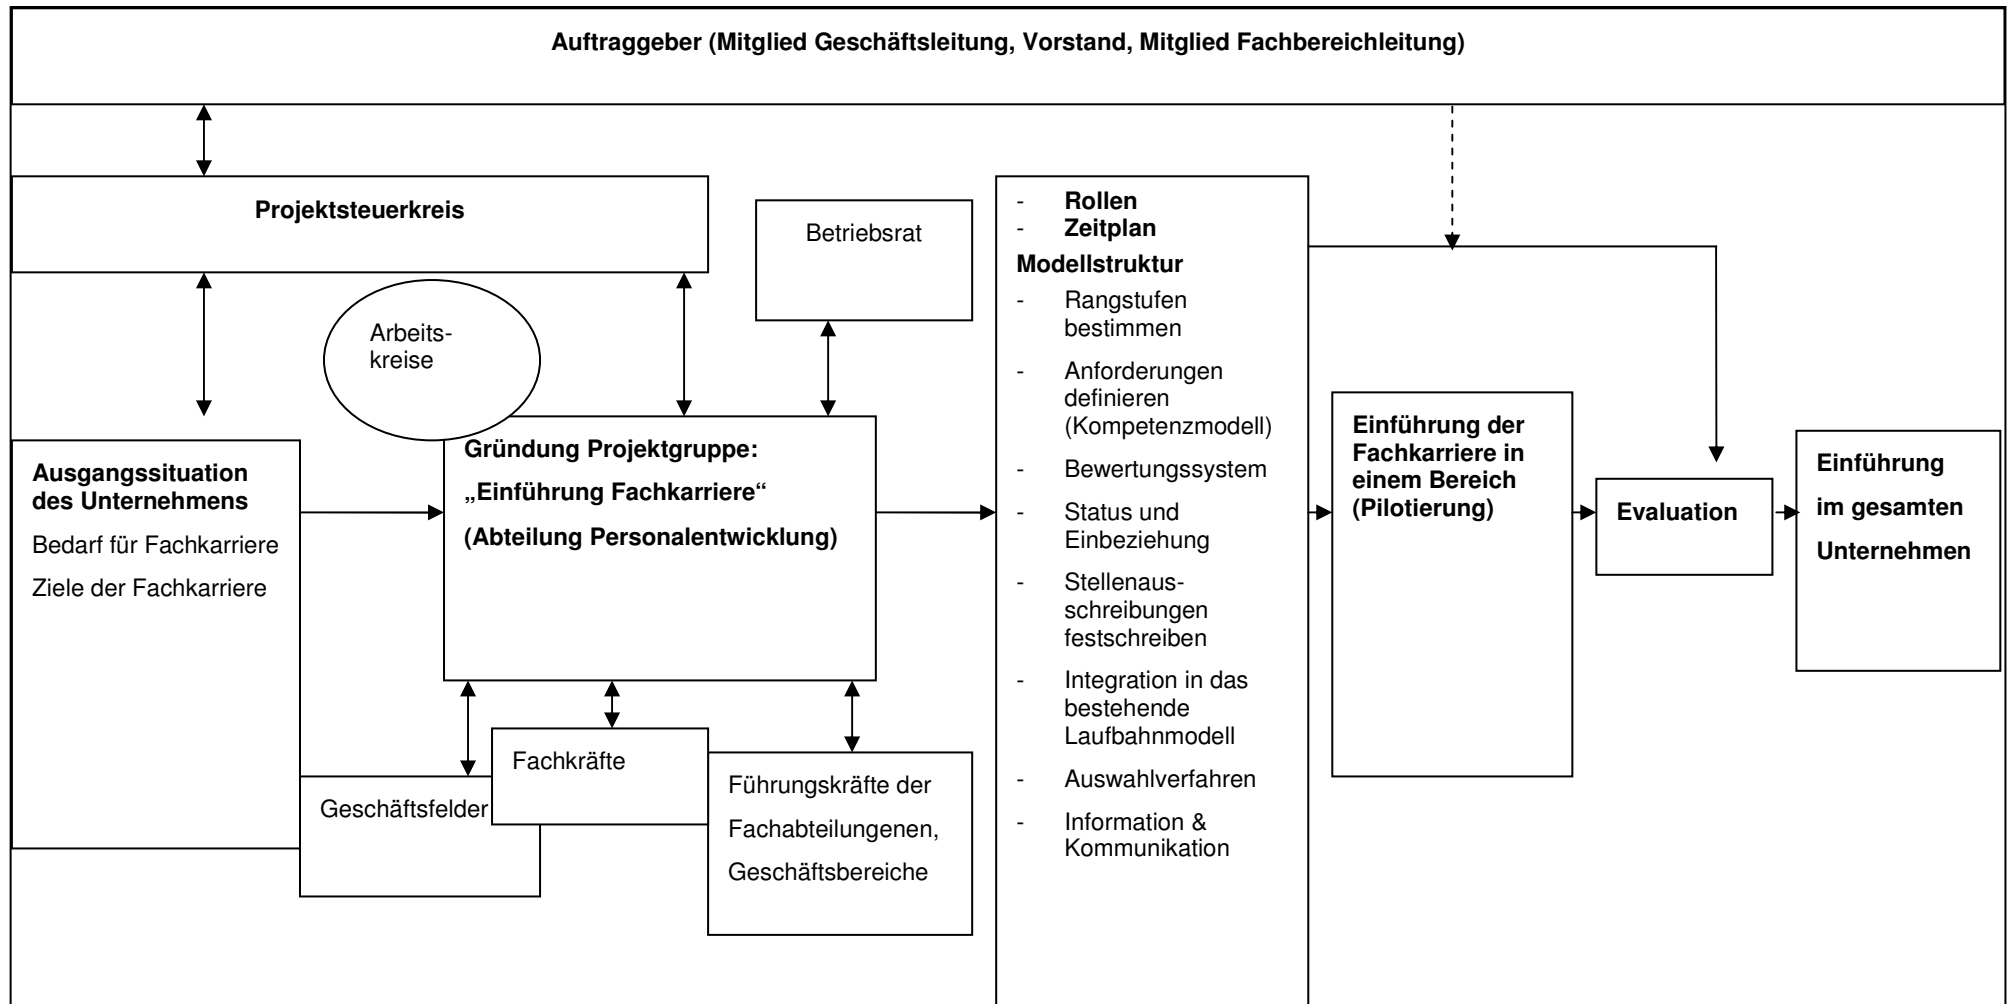 Auftraggeber (Mitglied Geschäftsleitung, Vorstand, Mitglied Fachbereichleitung)
Projektsteuerkreis
Betriebsrat
Arbeits-
kreise
Ausgangssituation
des Unternehmens
Bedarf für Fachkarriere
Ziele der Fachkarriere
Gründung Projektgruppe:
„Einführung Fachkarriere“
(Abteilung Personalentwicklung)
Geschäftsfelder
Fachkräfte
Führungskräfte der
Fachabteilungenen,
Geschäftsbereiche
- Rollen
- Zeitplan
Modellstruktur
- Rangstufen
bestimmen
- Anforderungen
definieren
(Kompetenzmodell)
- Bewertungssystem
- Status und
Einbeziehung
- Stellenaus-
schreibungen
festschreiben
- Integration in das
bestehende
Laufbahnmodell
- Auswahlverfahren
- Information &
Kommunikation
Einführung der
Fachkarriere in
einem Bereich
(Pilotierung)
Evaluation
Einführung
im gesamten
Unternehmen